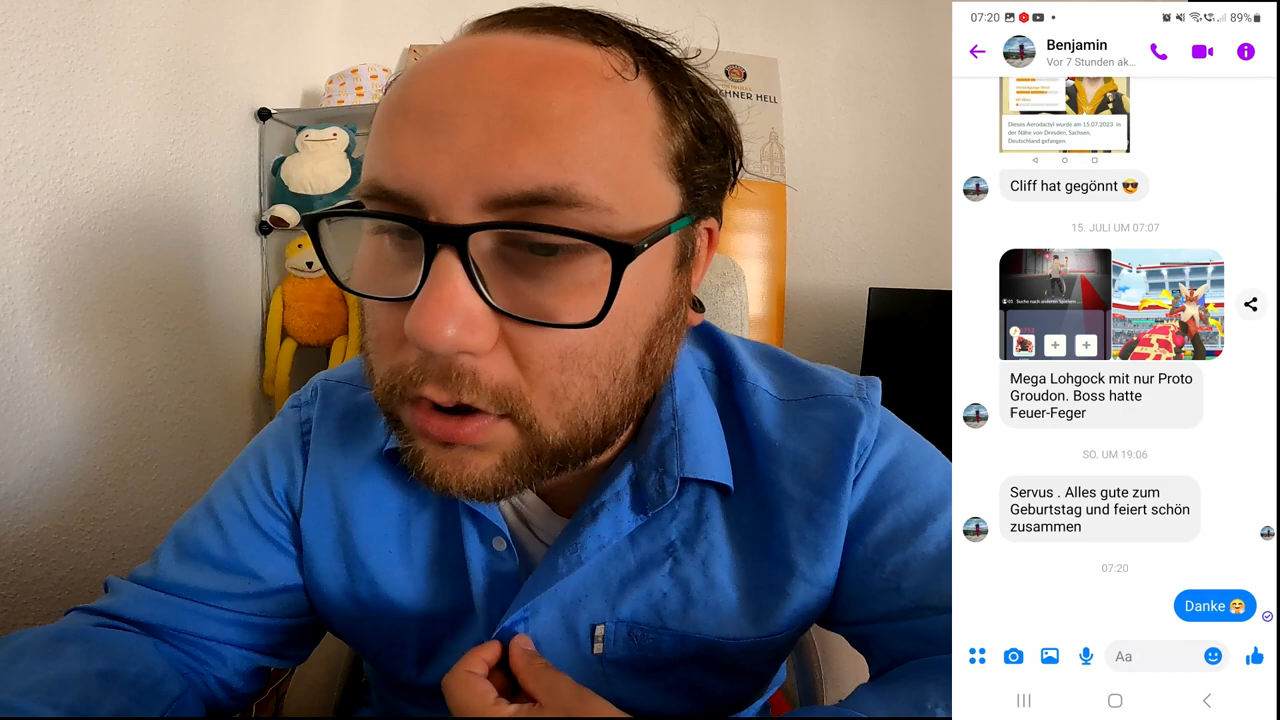 CHNER HELL
07:20
89%
Benjamin
Vor 7 Stunden ak...
Dieses Aerodactyl wurde am 15.07.2023 in
der Nähe von Dresden, Sachsen,
Deutschland gefangen.
Cliff hat gegönnt 😎
15. JULI UM 07:07
Suche nach anderen Spielern ...
Mega Lohgock mit nur Proto
Groudon. Boss hatte
Feuer-Feger
SO. UM 19:06
Servus . Alles gute zum
Geburtstag und feiert schön
zusammen
07:20
Danke 🤗
Aa